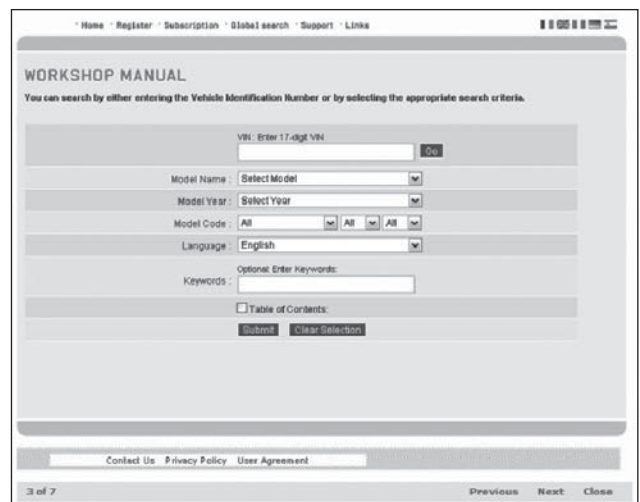 Home Register Subscription Global search Support Links
WORKSHOP MANUAL
You can search by either entering the Vehicle Identification Number or by selecting the appropriate search criteria.
VIN : Enter 17-digit VIN
Go
Model Name : Select Model
Model Year : Select Year
Model Code : All All All
Language : English
Optional: Enter Keywords:
Keywords :
Table of Contents:
Submit Clear Selection
Contact Us Privacy Policy User Agreement
3 of 7 Previous Next Close